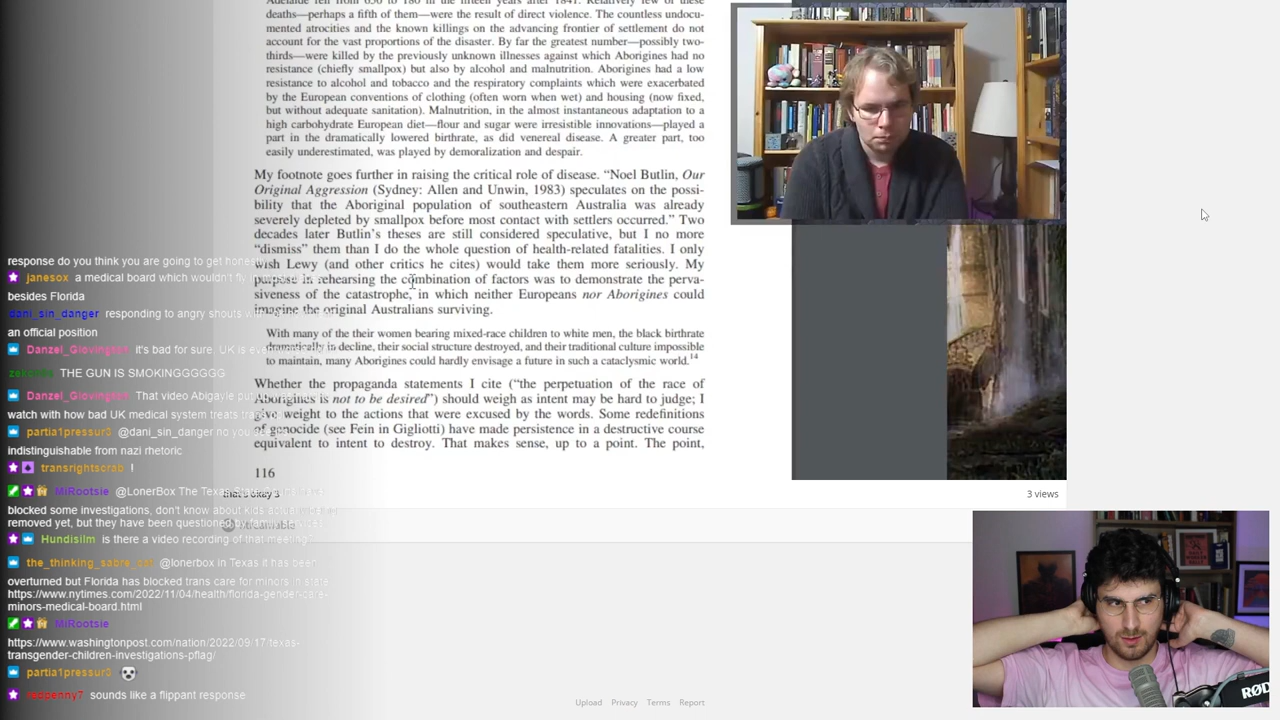 Adelaide fell from 650 to 180 in the fifteen years after 1841. Relatively few of these
deaths—perhaps a fifth of them—were the result of direct violence. The countless undocu-
mented atrocities and the known killings on the advancing frontier of settlement do not
account for the vast proportions of the disaster. By far the greatest number—possibly two-
thirds—were killed by the previously unknown illnesses against which Aborigines had no
resistance (chiefly smallpox) but also by alcohol and malnutrition. Aborigines had a low
resistance to alcohol and tobacco and the respiratory complaints which were exacerbated
by the European conventions of clothing (often worn when wet) and housing (now fixed,
but without adequate sanitation). Malnutrition, in the almost instantaneous adaptation to a
high carbohydrate European diet—flour and sugar were irresistible innovations—played a
part in the dramatically lowered birthrate, as did venereal disease. A greater part, too
easily underestimated, was played by demoralization and despair.
My footnote goes further in raising the critical role of disease. “Noel Butlin, Our
Original Aggression (Sydney: Allen and Unwin, 1983) speculates on the possi-
bility that the Aboriginal population of southeastern Australia was already
severely depleted by smallpox before most contact with settlers occurred.” Two
decades later Butlin’s theses are still considered speculative, but I no more
“dismiss” them than I do the whole question of health-related fatalities. I only
wish Lewy (and other critics he cites) would take them more seriously. My
purpose in rehearsing the combination of factors was to demonstrate the perva-
siveness of the catastrophe, in which neither Europeans nor Aborigines could
imagine the original Australians surviving.
With many of the their women bearing mixed-race children to white men, the black birthrate
in decline, their social structure destroyed, and their traditional culture impossible
to maintain, many Aborigines could hardly envisage a future in such a cataclysmic world.14
Whether the propaganda statements I cite (“the perpetuation of the race of
Aborigines is not to be desired”) should weigh as intent may be hard to judge; I
give weight to the actions that were excused by the words. Some redefinitions
of genocide (see Fein in Gigliotti) have made persistence in a destructive course
equivalent to intent to destroy. That makes sense, up to a point. The point,
116
3 views
Upload Privacy Terms Report
response do you think you are going to get honestly
janesox a medical board which wouldn't fly
besides Florida
dani_sin_danger responding to angry shouts
an official position
Danzel_Glovington it's bad for sure, UK is
THE GUN IS SMOKINGGGGGG
Danzel_Glovington That video Abigayle put
watch with how bad UK medical system treats trans
partia1pressur3 @dani_sin_danger no
indistinguishable from nazi rhetoric
transrightscrab !
MiRootsie @LonerBox The Texas
blocked some investigations, don't know about kids
removed yet, but they have been questioned by family services
Hundisilm is there a video recording of that meeting?
@lonerbox in Texas it has been
overturned but Florida has blocked trans care for minors in state
https://www.nytimes.com/2022/11/04/health/florida-gender-care-
minors-medical-board.html
MiRootsie
https://www.washingtonpost.com/nation/2022/09/17/texas-
transgender-children-investigations-pflag/
partia1pressur3
redpenny7 sounds like a flippant response
RØD